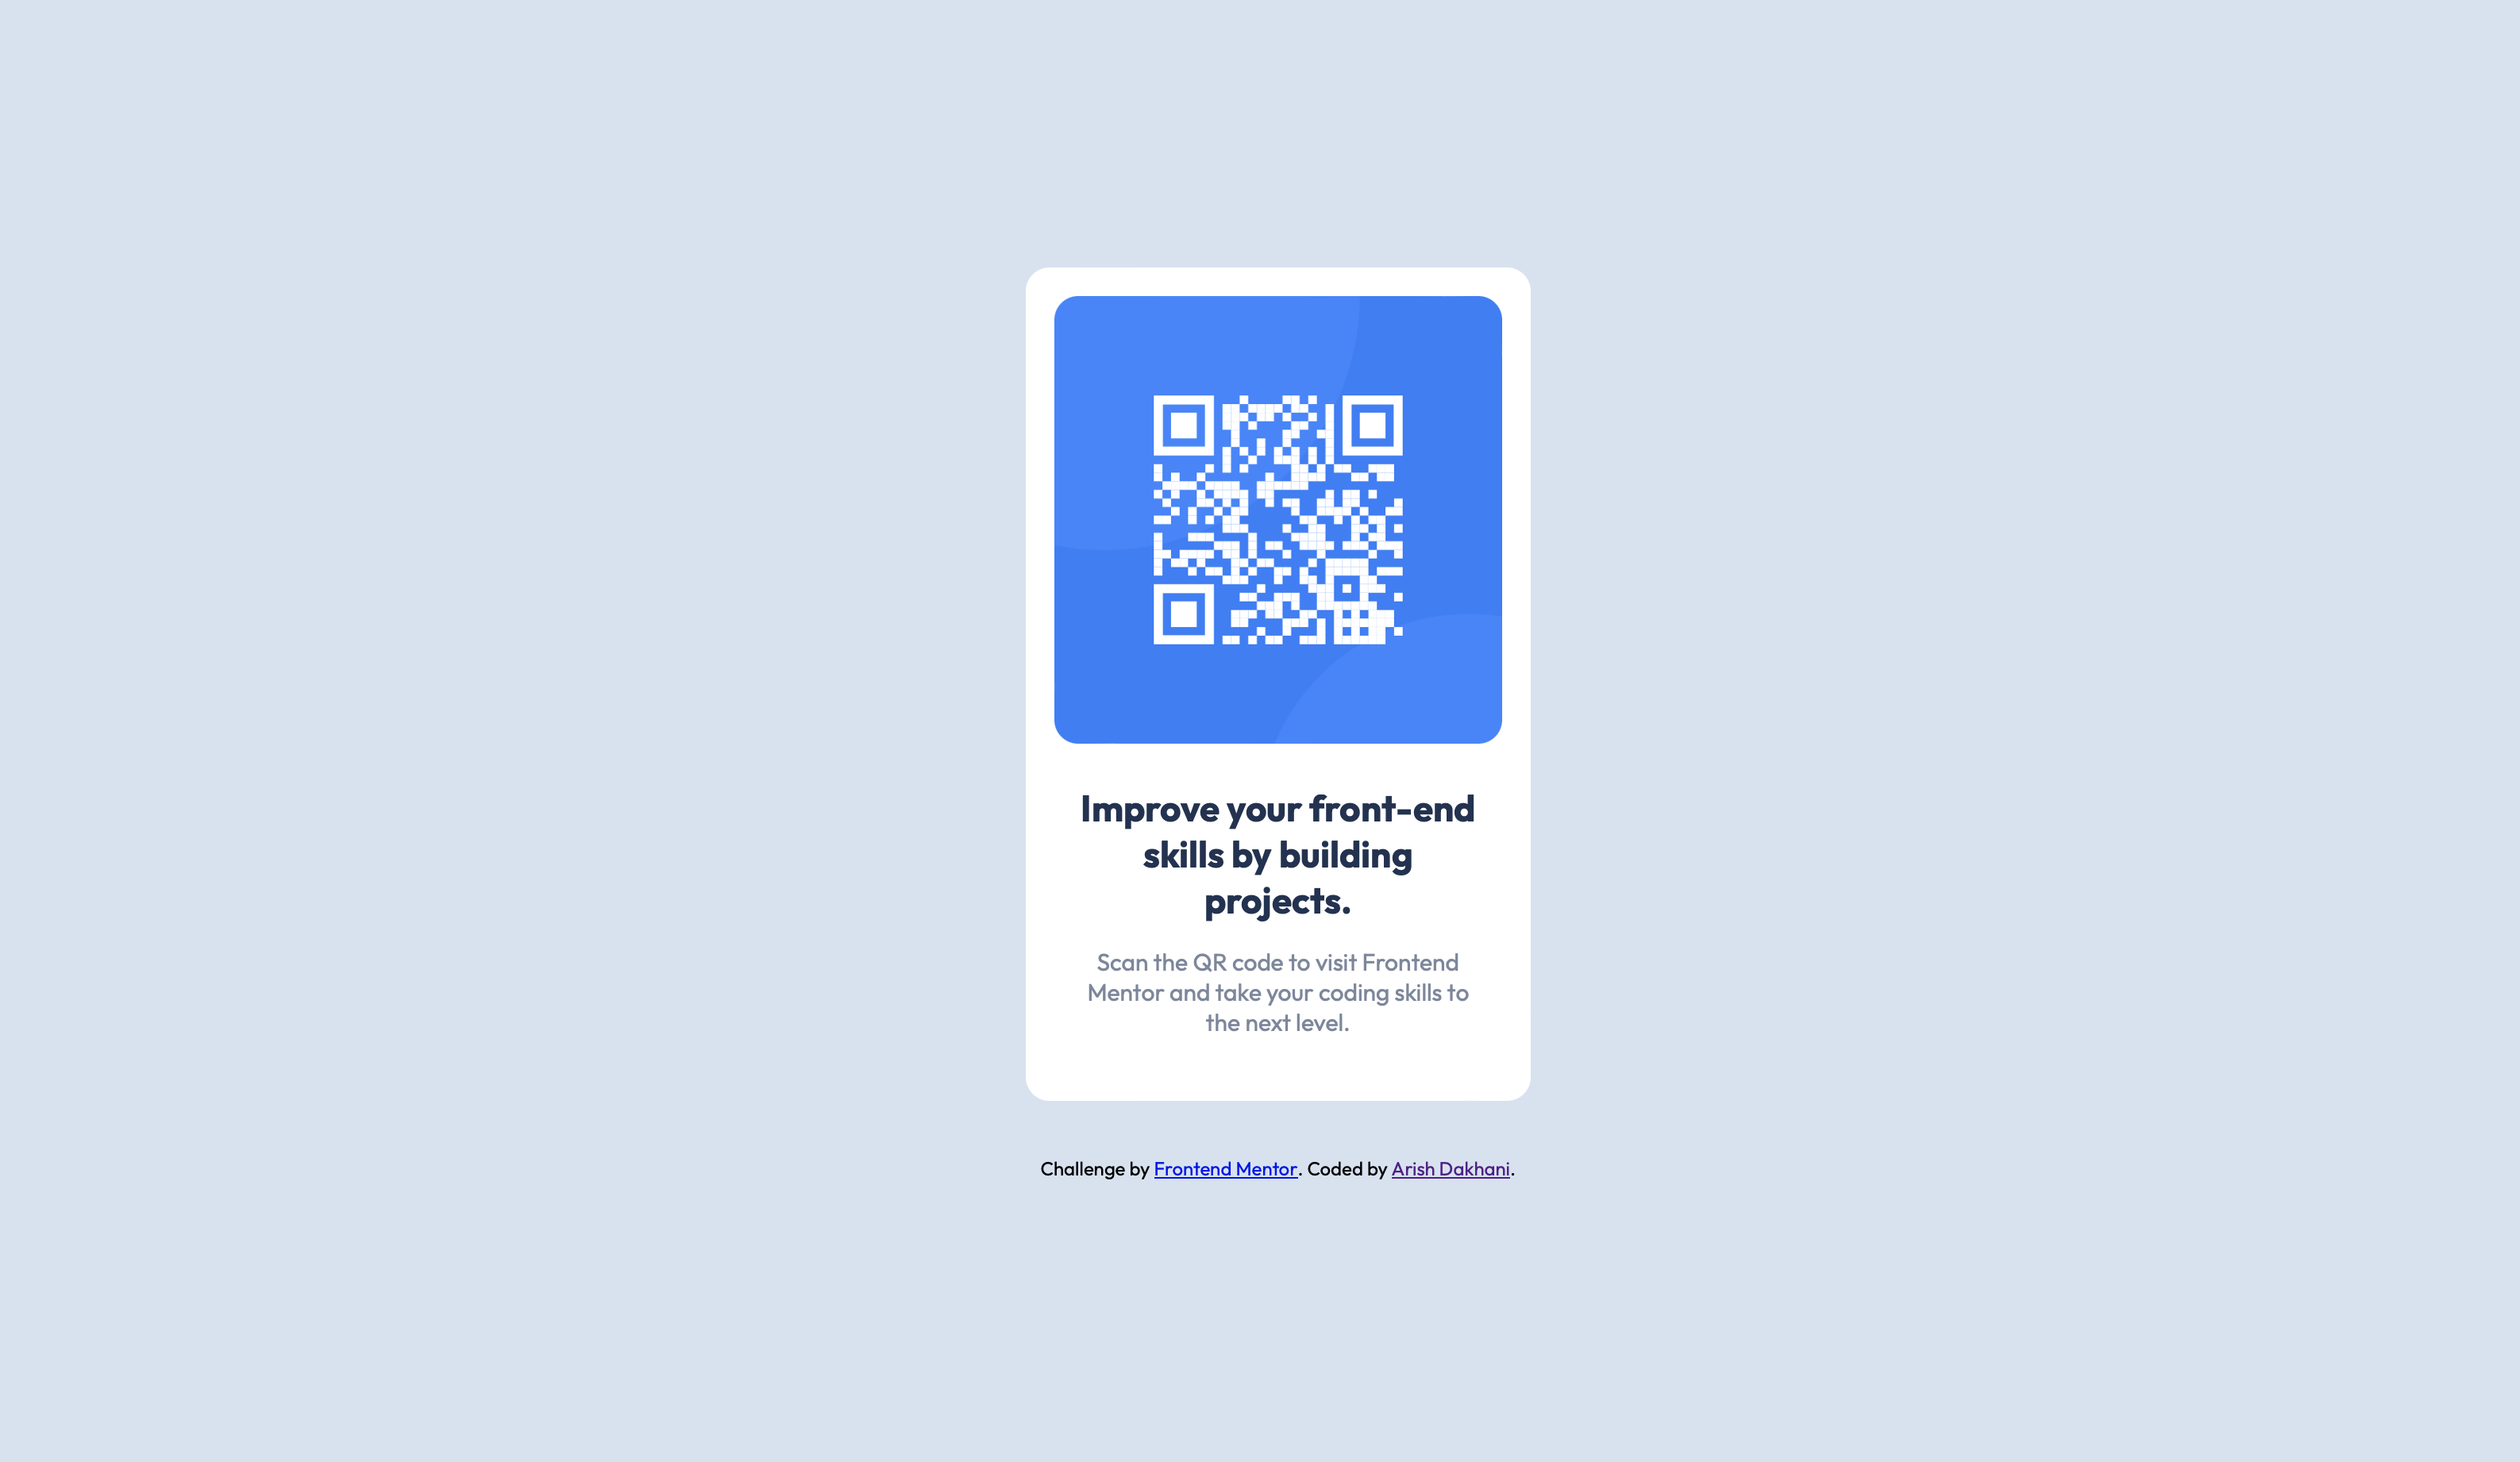 Improve your front-end
skills by building
projects.
Scan the QR code to visit Frontend
Mentor and take your coding skills to
the next level.
Challenge by Frontend Mentor. Coded by Arish Dakhani.